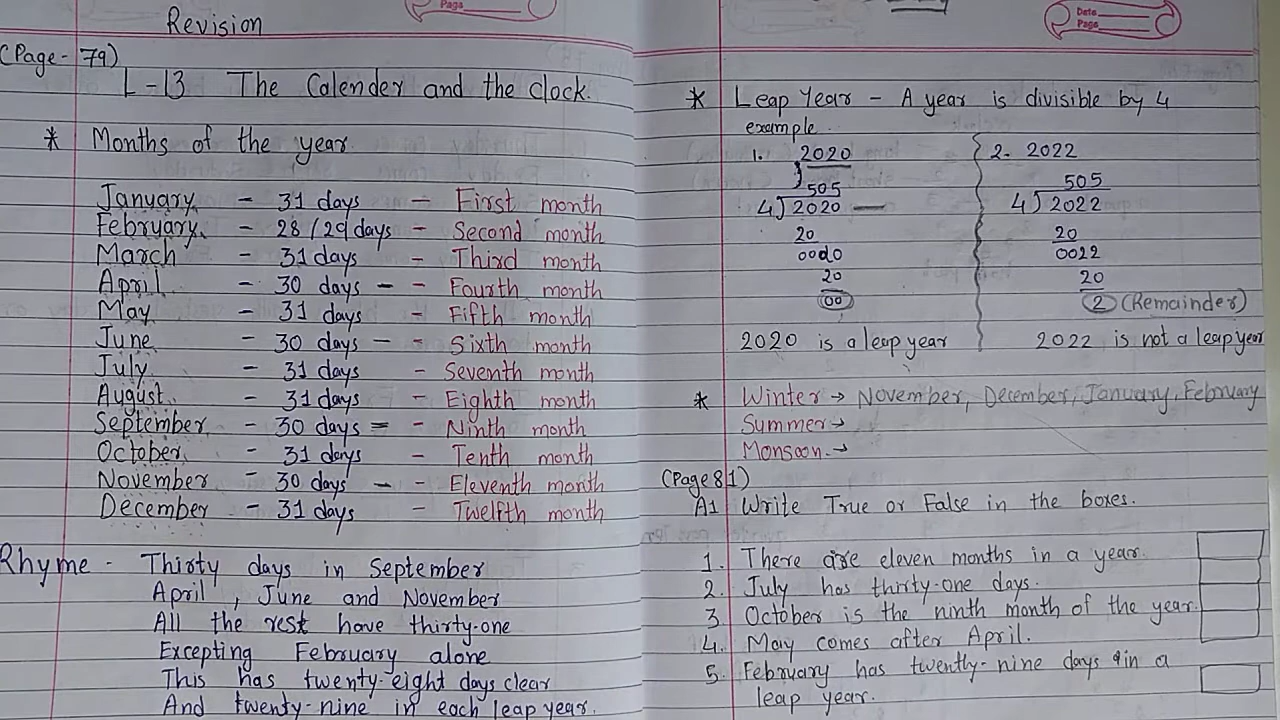 Page
Revision
(Page - 79)
L-13 The Calender and the clock.
* Months of the year
January - 31 days - First month
February - 28/29 days - Second month
March - 31 days - Third month
April - 30 days - - Fourth month
May - 31 days - Fifth month
June - 30 days - - Sixth month
July - 31 days - Seventh month
August - 31 days - Eighth month
September - 30 days = - Ninth month
October - 31 days - Tenth month
November - 30 days - - Eleventh month
December - 31 days - Twelfth month
Rhyme - Thirty days in September
April, June and November
All the rest have thirty-one
Excepting February alone
This has twenty-eight days clear
And twenty-nine in each leap year.
Date
Page
* Leap Year - A year is divisible by 4
example.
1. 2020 2. 2022
505 505
4)2020 4)2022
20 20
0020 0022
20 20
00 2 (Remainder)
2020 is a leap year 2022 is not a leap year
* Winter → November, December, January, February
Summer →
Monsoon. →
(Page 81)
A1 Write True or False in the boxes.
1. There are eleven months in a year.
2. July has thirty-one days.
3. October is the ninth month of the year.
4. May comes after April.
5. February has twenty-nine days in a
leap year.